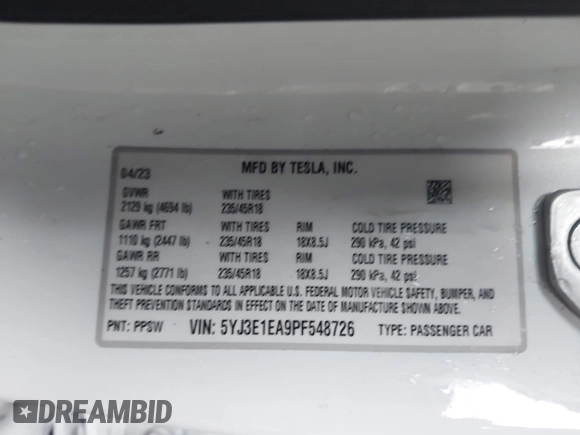 04/23 MFD BY TESLA, INC.
GVWR WITH TIRES
2129 kg (4694 lb) 235/45R18
GAWR FRT WITH TIRES RIM COLD TIRE PRESSURE
1110 kg (2447 lb) 235/45R18 18X8.5J 290 kPa, 42 psi
GAWR RR WITH TIRES RIM COLD TIRE PRESSURE
1257 kg (2771 lb) 235/45R18 18X8.5J 290 kPa, 42 psi
THIS VEHICLE CONFORMS TO ALL APPLICABLE U.S. FEDERAL MOTOR VEHICLE SAFETY, BUMPER, AND
THEFT PREVENTION STANDARDS IN EFFECT ON THE DATE OF MANUFACTURE SHOWN ABOVE.
PNT: PPSW VIN: 5YJ3E1EA9PF548726 TYPE: PASSENGER CAR
DREAMBID